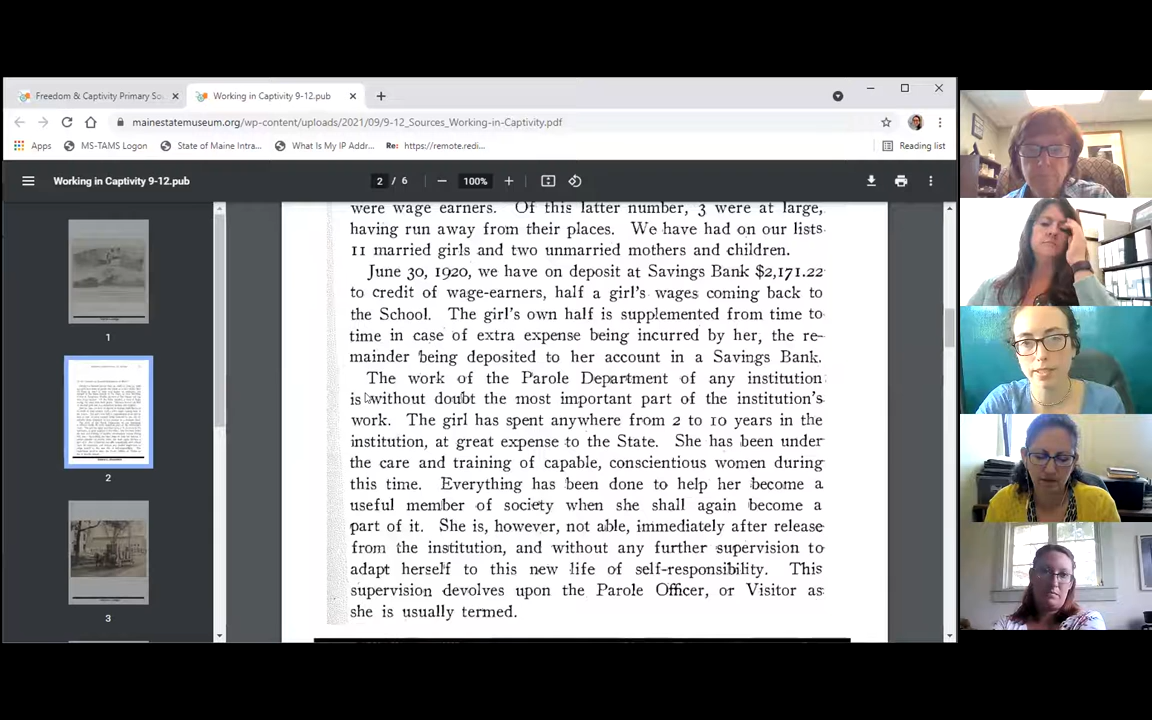 Freedom & Captivity Primary So
Working in Captivity 9-12.pub
mainestatemuseum.org/wp-content/uploads/2021/09/9-12_Sources_Working-in-Captivity.pdf
Apps
MS-TAMS Logon
State of Maine Intra...
What Is My IP Addr...
Re: https://remote.redi...
Reading list
Working in Captivity 9-12.pub
2 / 6
100%
were wage earners. Of this latter number, 3 were at large,
having run away from their places. We have had on our lists
11 married girls and two unmarried mothers and children.
June 30, 1920, we have on deposit at Savings Bank $2,171.22
to credit of wage-earners, half a girl's wages coming back to
the School. The girl's own half is supplemented from time to
time in case of extra expense being incurred by her, the re-
mainder being deposited to her account in a Savings Bank.
The work of the Parole Department of any institution
is without doubt the most important part of the institution's
work. The girl has spent anywhere from 2 to 10 years in the
institution, at great expense to the State. She has been under
the care and training of capable, conscientious women during
this time. Everything has been done to help her become a
useful member of society when she shall again become a
part of it. She is, however, not able, immediately after release
from the institution, and without any further supervision to
adapt herself to this new life of self-responsibility. This
supervision devolves upon the Parole Officer, or Visitor as
she is usually termed.
1
2
3